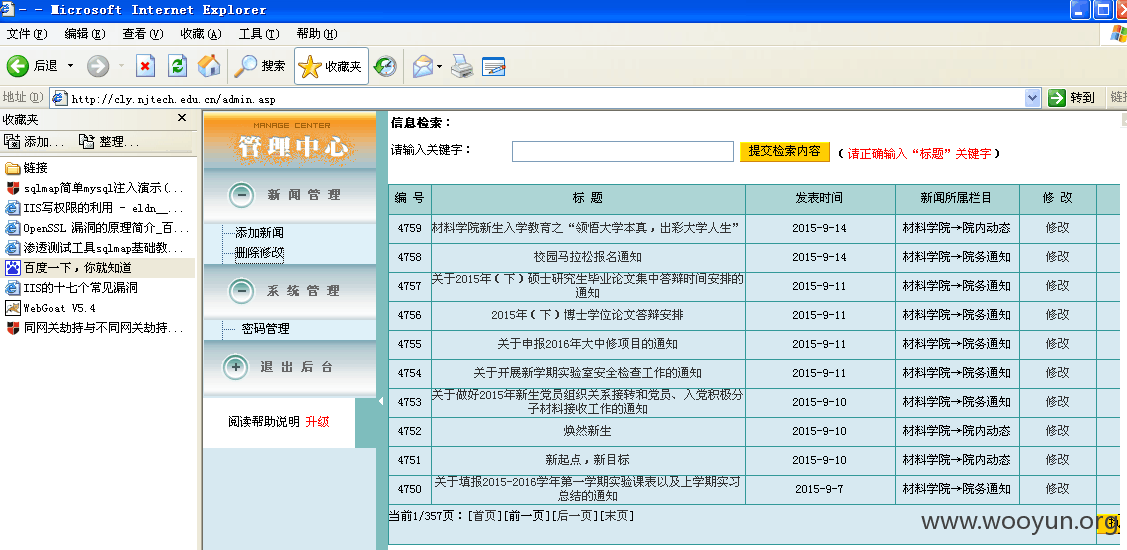 - - Microsoft Internet Explorer
文件(F) 编辑(E) 查看(V) 收藏(A) 工具(T) 帮助(H)
后退 搜索 收藏夹
地址(D) http://cly.njtech.edu.cn/admin.asp 转到 链接
收藏夹
添加... 整理...
链接
sqlmap简单mysql注入演示(...
IIS写权限的利用 - eldn__...
OpenSSL 漏洞的原理简介_百...
渗透测试工具sqlmap基础教...
百度一下，你就知道
IIS的十七个常见漏洞
WebGoat V5.4
同网关劫持与不同网关劫持...
MANAGE CENTER
管理中心
新闻管理
添加新闻
删除修改
系统管理
密码管理
退出后台
阅读帮助说明 升级
信息检索：
请输入关键字： 提交检索内容 （请正确输入“标题”关键字）
编号 标题 发表时间 新闻所属栏目 修改
4759 材料学院新生入学教育之“领悟大学本真，出彩大学人生” 2015-9-14 材料学院→院内动态 修改
4758 校园马拉松报名通知 2015-9-14 材料学院→院务通知 修改
4757 关于2015年（下）硕士研究生毕业论文集中答辩时间安排的
通知 2015-9-11 材料学院→院务通知 修改
4756 2015年（下）博士学位论文答辩安排 2015-9-11 材料学院→院务通知 修改
4755 关于申报2016年大中修项目的通知 2015-9-11 材料学院→院务通知 修改
4754 关于开展新学期实验室安全检查工作的通知 2015-9-11 材料学院→院务通知 修改
4753 关于做好2015年新生党员组织关系接转和党员、入党积极分
子材料接收工作的通知 2015-9-10 材料学院→院务通知 修改
4752 焕然新生 2015-9-10 材料学院→院内动态 修改
4751 新起点，新目标 2015-9-10 材料学院→院内动态 修改
4750 关于填报2015-2016学年第一学期实验课表以及上学期实习
总结的通知 2015-9-7 材料学院→院务通知 修改
当前1/357页：[首页][前一页][后一页][末页]
www.wooyun.org